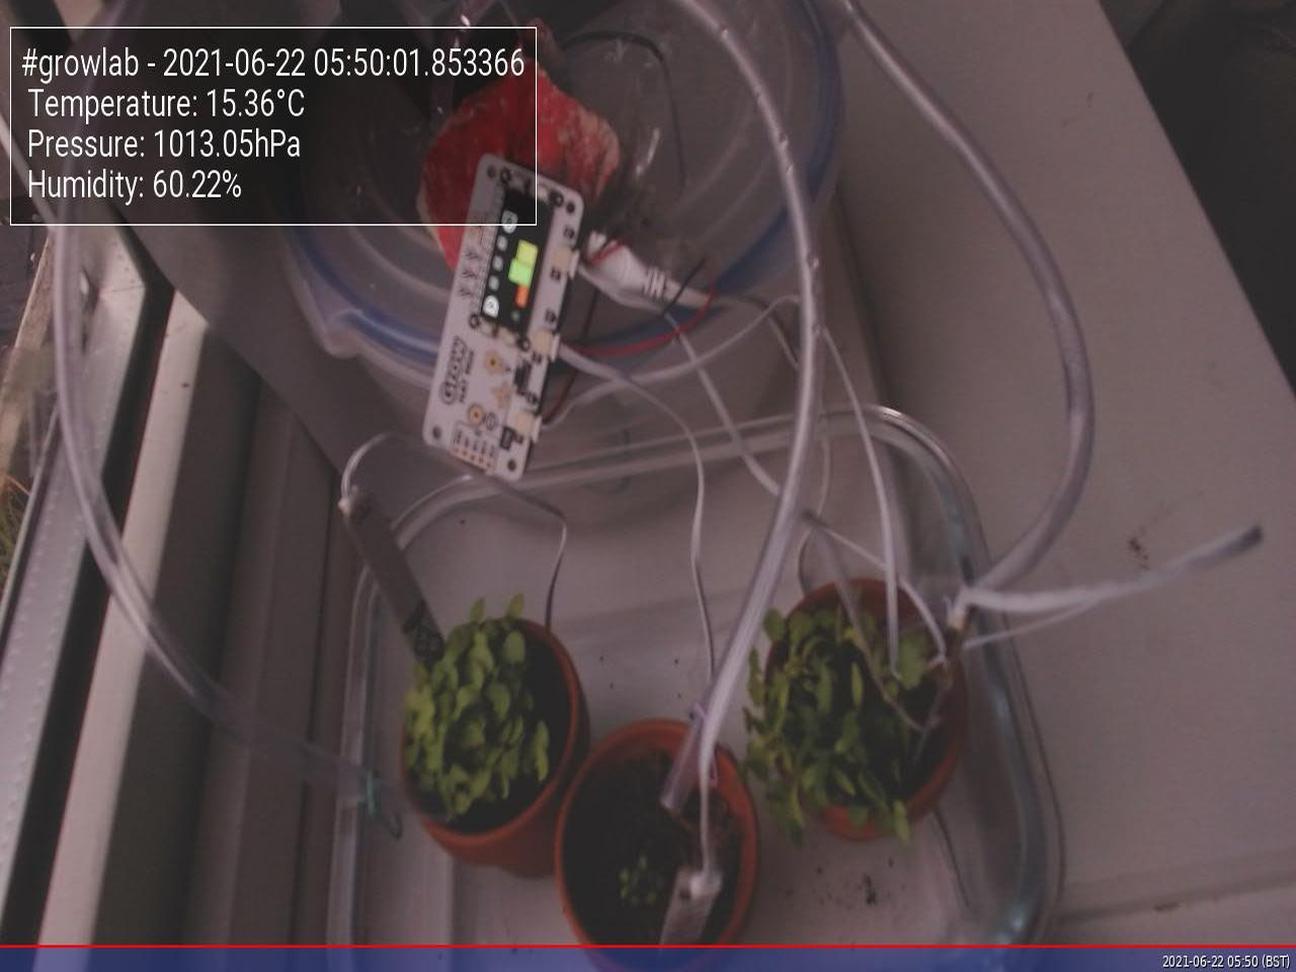 #growlab - 2021-06-22 05:50:01.853366
Temperature: 15.36°C
Pressure: 1013.05hPa
Humidity: 60.22%
GROW
2021-06-22 05:50 (BST)